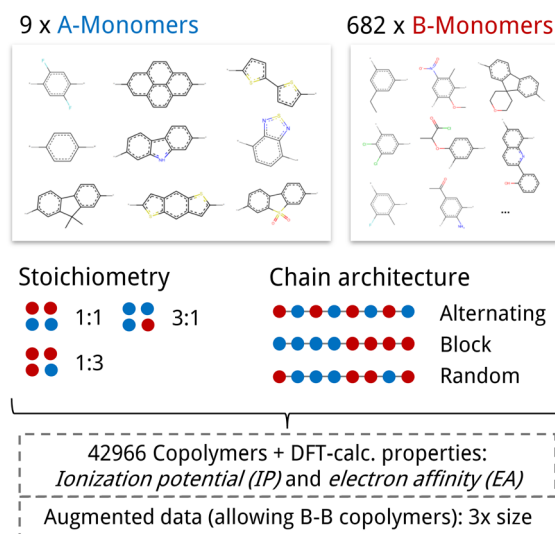 9 x A-Monomers
682 x B-Monomers
...
Stoichiometry
1:1
3:1
1:3
Chain architecture
Alternating
Block
Random
42966 Copolymers + DFT-calc. properties:
Ionization potential (IP) and electron affinity (EA)
Augmented data (allowing B-B copolymers): 3x size